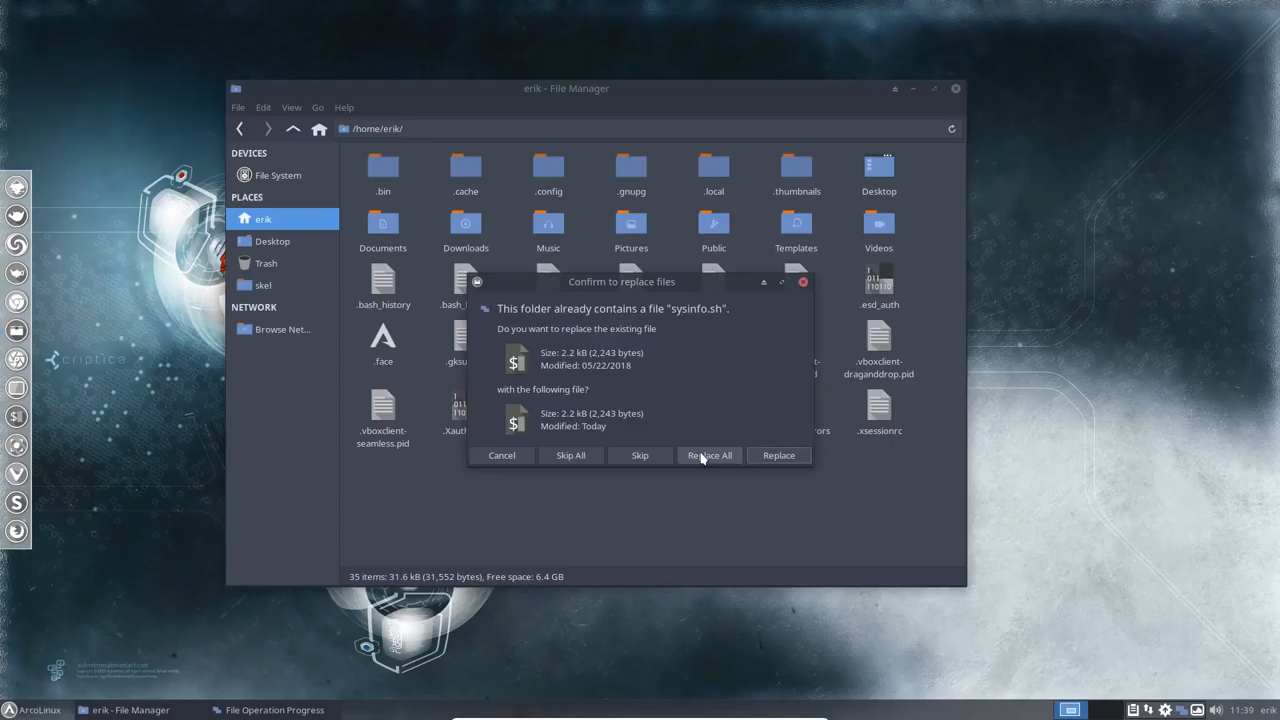 erik - File Manager
File Edit View Go Help
/home/erik/
DEVICES
File System
PLACES
erik
Desktop
Trash
skel
NETWORK
Browse Net...
.bin .cache .config .gnupg .local .thumbnails Desktop
Documents Downloads Music Pictures Public Templates Videos
.bash_history .esd_auth
.face .vboxclient-
draganddrop.pid
.vboxclient-
seamless.pid
.xsessionrc
Confirm to replace files
This folder already contains a file "sysinfo.sh".
Do you want to replace the existing file
Size: 2.2 kB (2,243 bytes)
Modified: 05/22/2018
with the following file?
Size: 2.2 kB (2,243 bytes)
Modified: Today
Cancel Skip All Skip Replace All Replace
35 items: 31.6 kB (31,552 bytes), Free space: 6.4 GB
criptica
ArcoLinux erik - File Manager File Operation Progress 11:39 erik